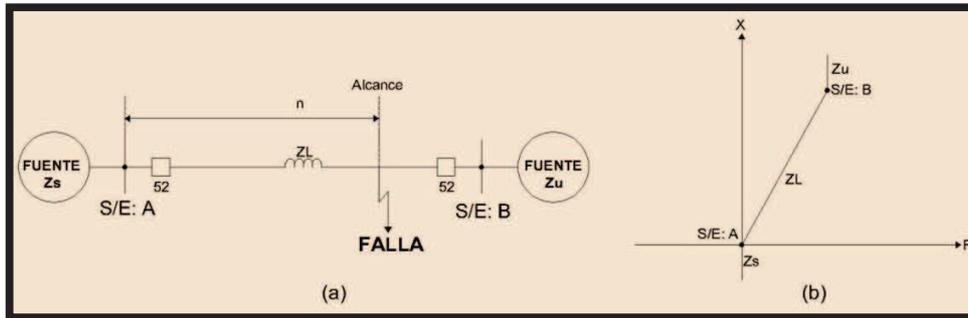 Alcance
n
FUENTE
Zs
ZL
FUENTE
Zu
52
52
S/E: A
S/E: B
FALLA
(a)
X
Zu
S/E: B
ZL
S/E: A
Zs
(b)